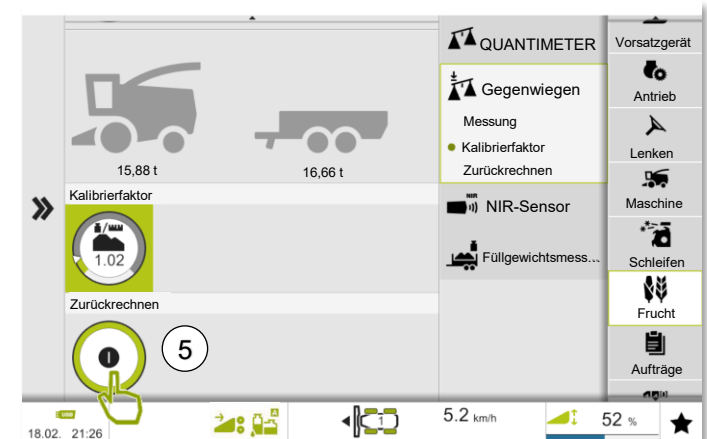 QUANTIMETER
Gegenwiegen
Messung
Kalibrierfaktor
Zurückrechnen
NIR
NIR-Sensor
Füllgewichtsmess...
15,88 t
16,66 t
Kalibrierfaktor
1.02
Zurückrechnen
5
Vorsatzgerät
Antrieb
Lenken
Maschine
Schleifen
Frucht
Aufträge
USB
18.02. 21:26
A
1
5.2 km/h
52 %